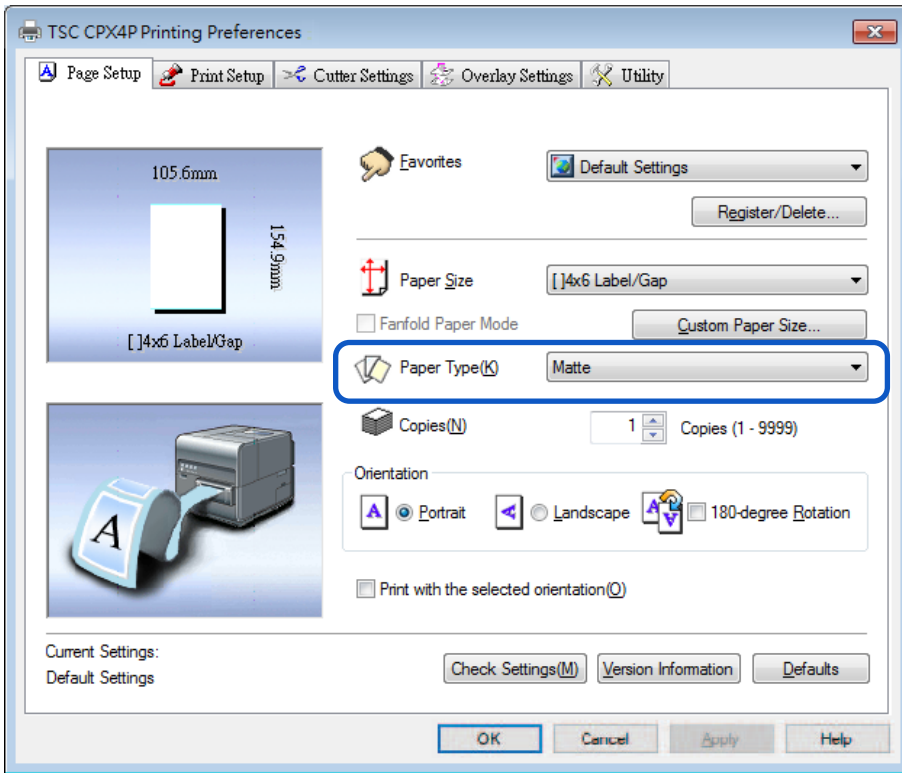 TSC CPX4P Printing Preferences
Page Setup Print Setup Cutter Settings Overlay Settings Utility
105.6mm
154.9mm
[ ]4x6 Label/Gap
Favorites Default Settings
Register/Delete...
Paper Size [ ]4x6 Label/Gap
Fanfold Paper Mode Custom Paper Size...
Paper Type(K) Matte
Copies(N) 1 Copies (1 - 9999)
Orientation
A Portrait A Landscape A A 180-degree Rotation
A
Print with the selected orientation(O)
Current Settings:
Default Settings
Check Settings(M) Version Information Defaults
OK Cancel Apply Help